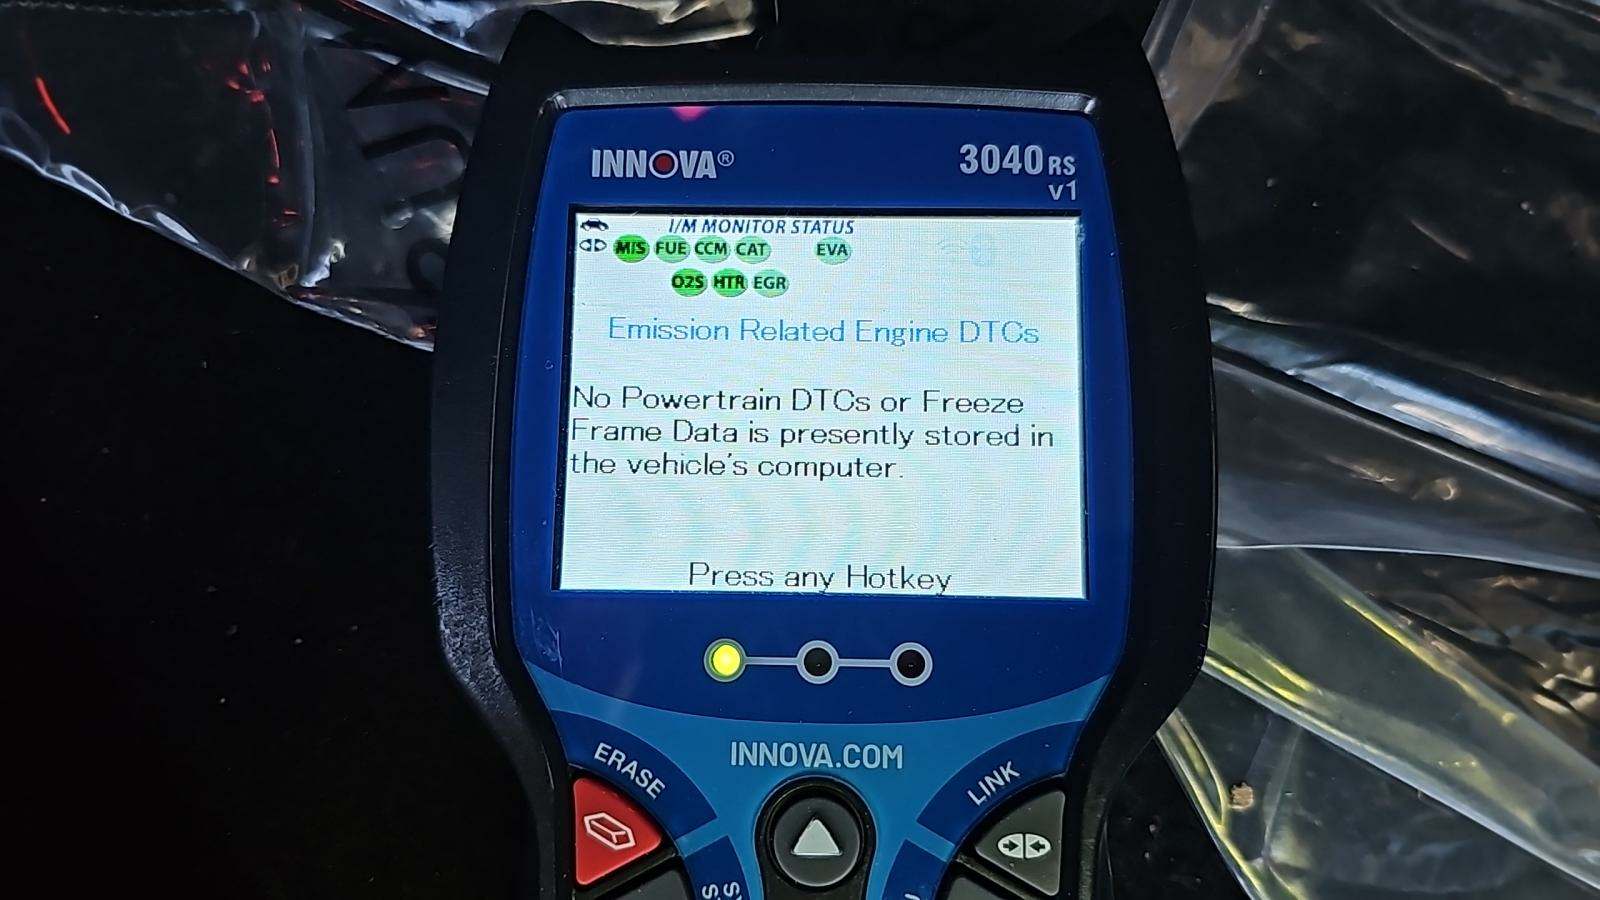 INNOVA®
3040RS
v1
I/M MONITOR STATUS
MIS FUE CCM CAT EVA
O2S HTR EGR
Emission Related Engine DTCs
No Powertrain DTCs or Freeze
Frame Data is presently stored in
the vehicle's computer.
Press any Hotkey
INNOVA.COM
ERASE
LINK